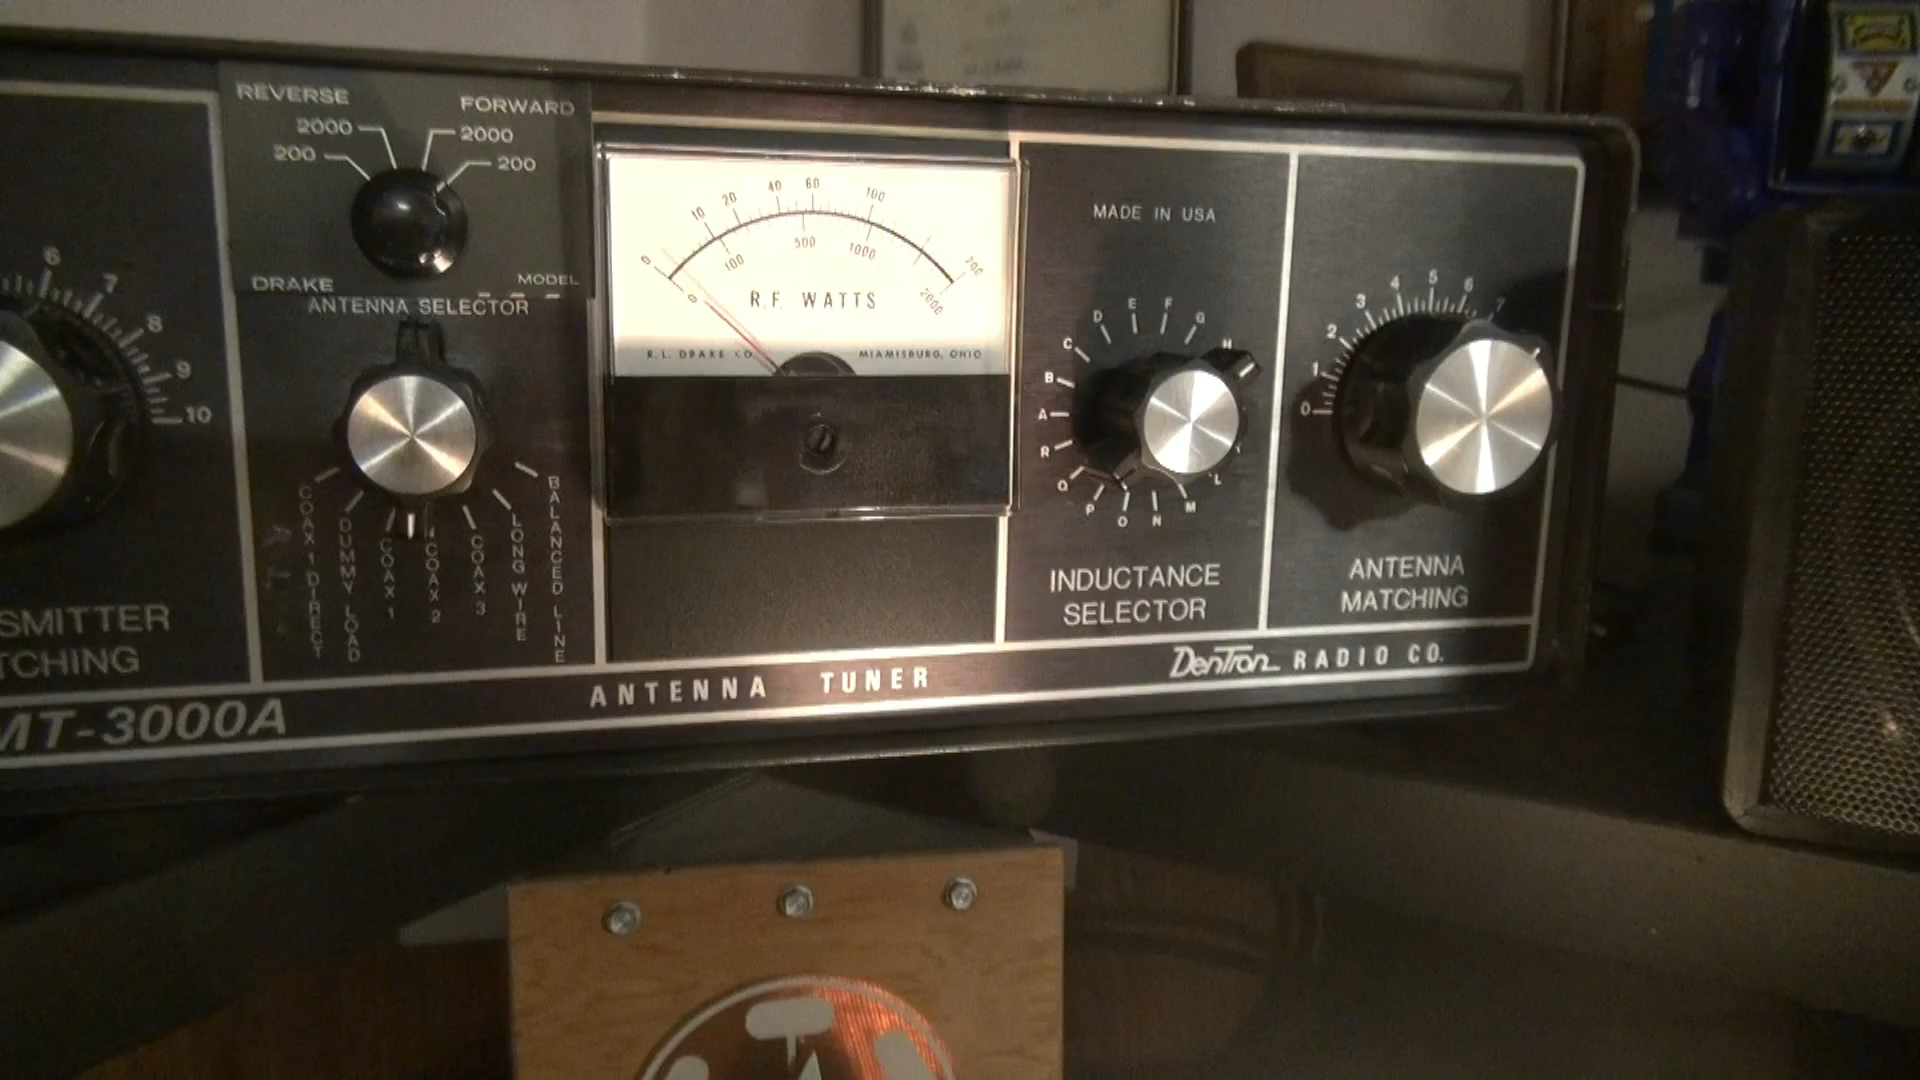 REVERSE
FORWARD
2000
2000
200
200
DRAKE
MODEL
ANTENNA SELECTOR
COAX 1 DIRECT
DUMMY LOAD
COAX 1
COAX 2
COAX 3
LONG WIRE
BALANCED LINE
6
7
8
9
10
SMITTER
TCHING
MT-3000A
0 10 20 40 60 100 200
0 100 500 1000 2000
R.F. WATTS
R.L. DRAKE CO.
MIAMISBURG, OHIO
MADE IN USA
A B C D E F G H
L M N O P Q R
INDUCTANCE
SELECTOR
0 1 2 3 4 5 6 7
ANTENNA
MATCHING
ANTENNA TUNER
DenTron RADIO CO.